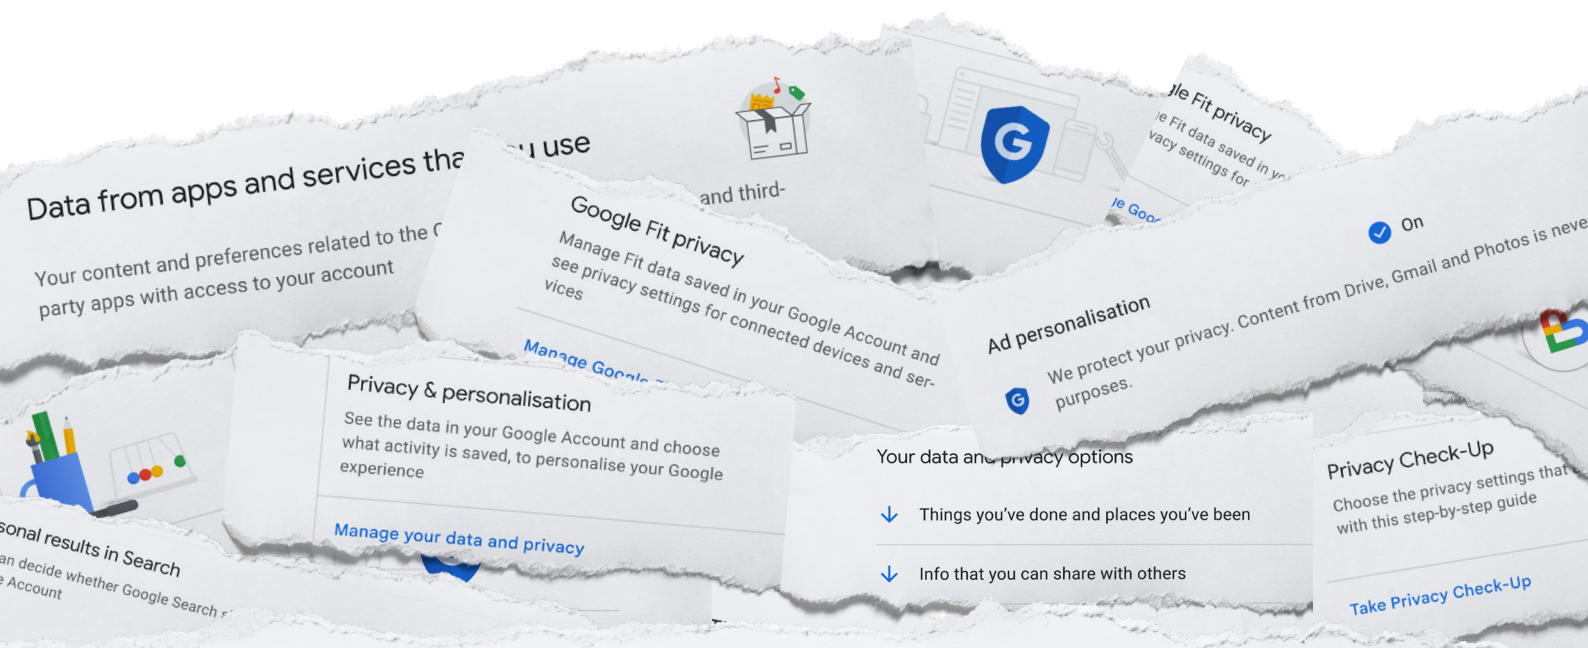 Data from apps and services tha
u use
Your content and preferences related to the
and third-
party apps with access to your account
Google Fit privacy
Manage Fit data saved in your Google Account and
see privacy settings for connected devices and ser-
vices
Manage Google
gle Fit privacy
e Fit data saved in yo
vacy settings for
ge Goog
On
Ad personalisation
We protect your privacy. Content from Drive, Gmail and Photos is neve
purposes.
Privacy & personalisation
See the data in your Google Account and choose
what activity is saved, to personalise your Google
experience
Manage your data and privacy
Your data and privacy options
Things you’ve done and places you’ve been
Info that you can share with others
Privacy Check-Up
Choose the privacy settings that
with this step-by-step guide
Take Privacy Check-Up
sonal results in Search
an decide whether Google Search s
e Account